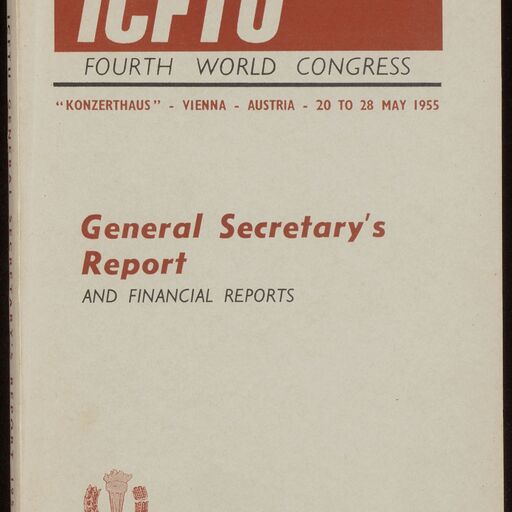 ICFTU
FOURTH WORLD CONGRESS
"KONZERTHAUS" - VIENNA - AUSTRIA - 20 TO 28 MAY 1955
General Secretary's
Report
AND FINANCIAL REPORTS